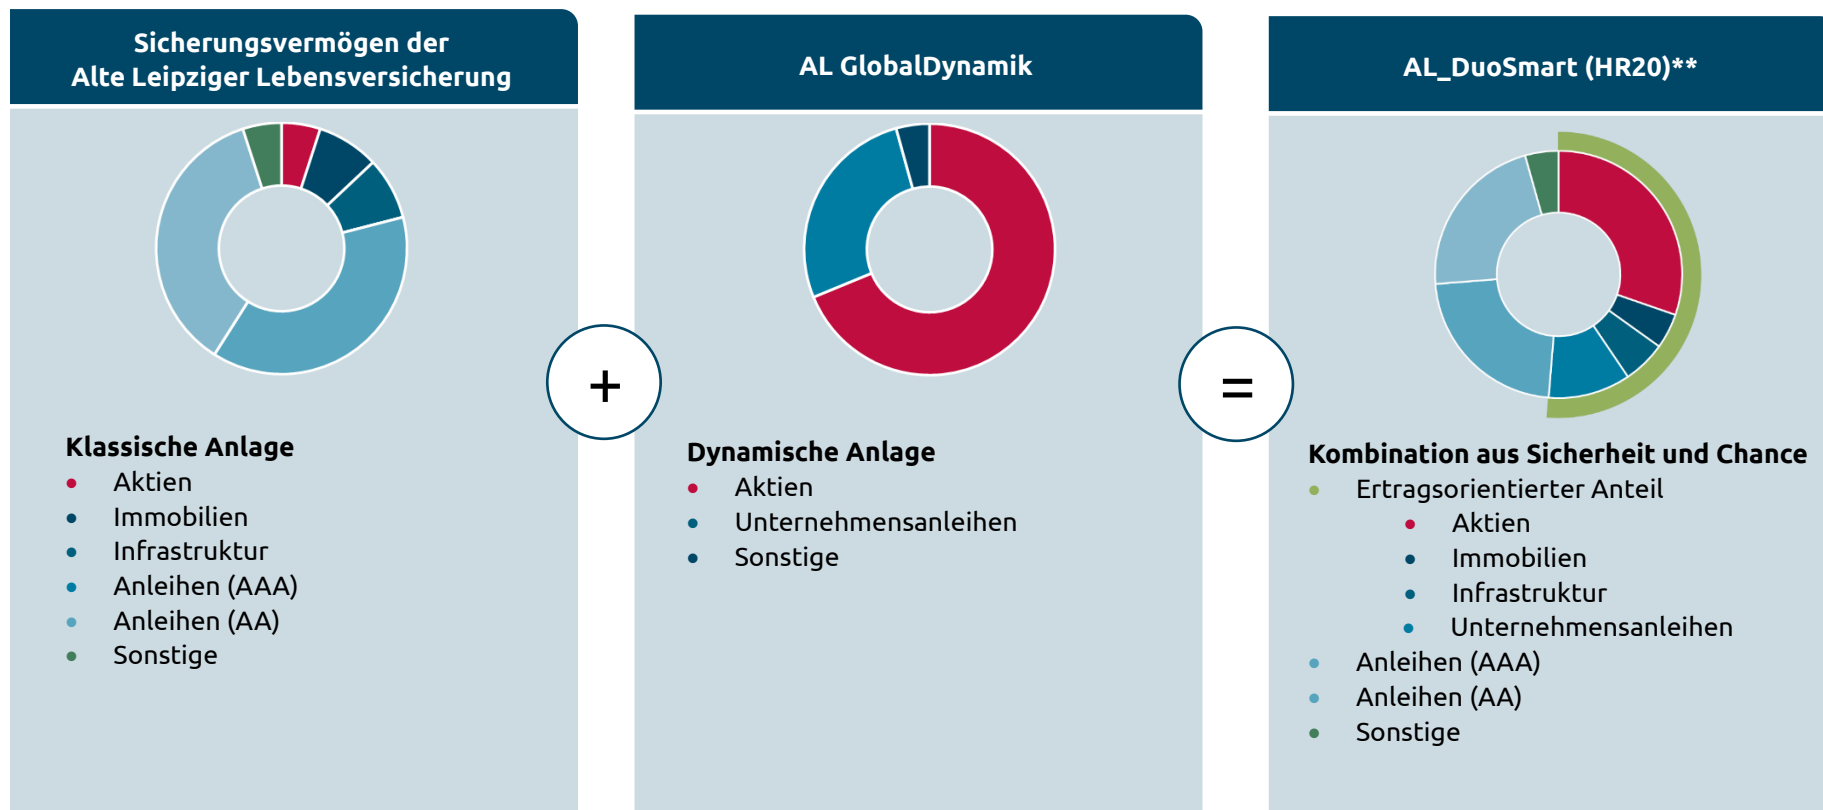 Sicherungsvermögen der
Alte Leipziger Lebensversicherung
Klassische Anlage
• Aktien
• Immobilien
• Infrastruktur
• Anleihen (AAA)
• Anleihen (AA)
• Sonstige
+
AL GlobalDynamik
Dynamische Anlage
• Aktien
• Unternehmensanleihen
• Sonstige
=
AL_DuoSmart (HR20)**
Kombination aus Sicherheit und Chance
• Ertragsorientierter Anteil
• Aktien
• Immobilien
• Infrastruktur
• Unternehmensanleihen
• Anleihen (AAA)
• Anleihen (AA)
• Sonstige